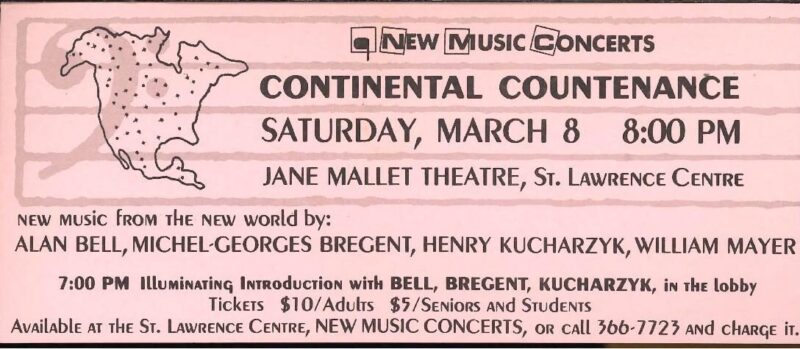 NEW MUSIC CONCERTS
CONTINENTAL COUNTENANCE
SATURDAY, MARCH 8 8:00 PM
JANE MALLET THEATRE, ST. LAWRENCE CENTRE
NEW MUSIC FROM THE NEW WORLD by:
ALAN BELL, MICHEL-GEORGES BREGENT, HENRY KUCHARZYK, WILLIAM MAYER
7:00 PM Illuminating Introduction with BELL, BREGENT, KUCHARZYK, in the lobby
Tickets $10/Adults $5/Seniors and Students
Available at the St. Lawrence Centre, NEW MUSIC CONCERTS, or call 366-7723 and charge it.